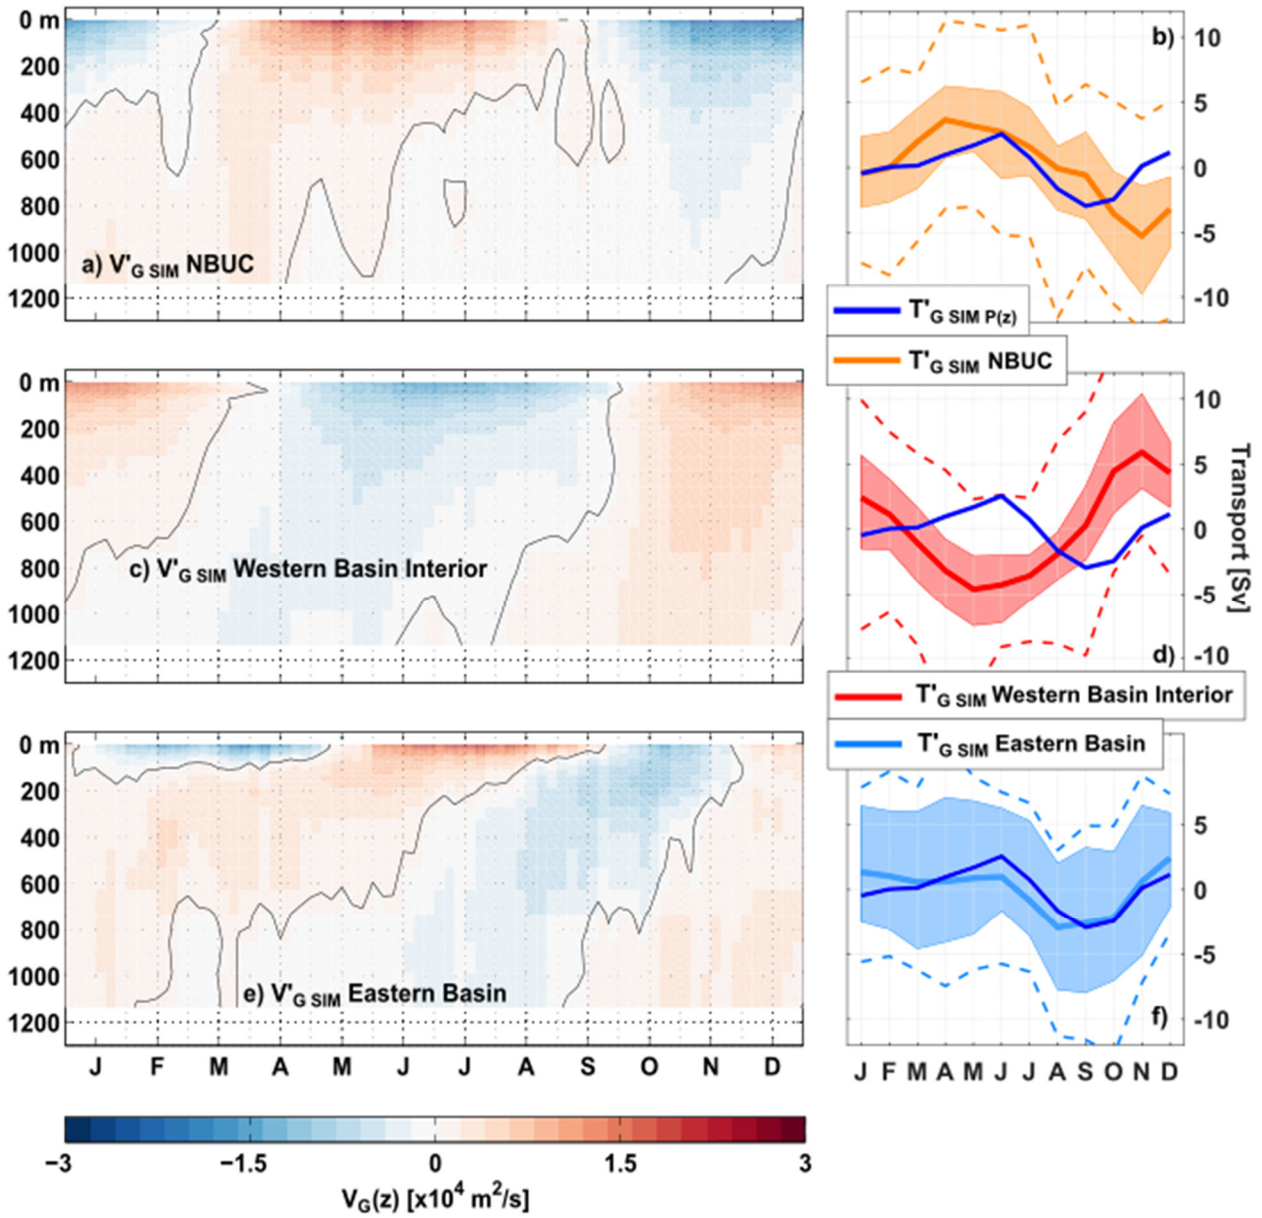 0 m
200
400
600
800
1000
1200
a) V'G SIM NBUC
b)
10
5
0
-5
-10
T'G SIM P(z)
T'G SIM NBUC
0 m
200
400
600
800
1000
1200
c) V'G SIM Western Basin Interior
10
5
0
-5
-10
d)
Transport [Sv]
T'G SIM Western Basin Interior
T'G SIM Eastern Basin
0 m
200
400
600
800
1000
1200
e) V'G SIM Eastern Basin
J F M A M J J A S O N D
5
0
-5
-10
f)
J F M A M J J A S O N D
−3 −1.5 0 1.5 3
VG(z) [x10⁴ m²/s]